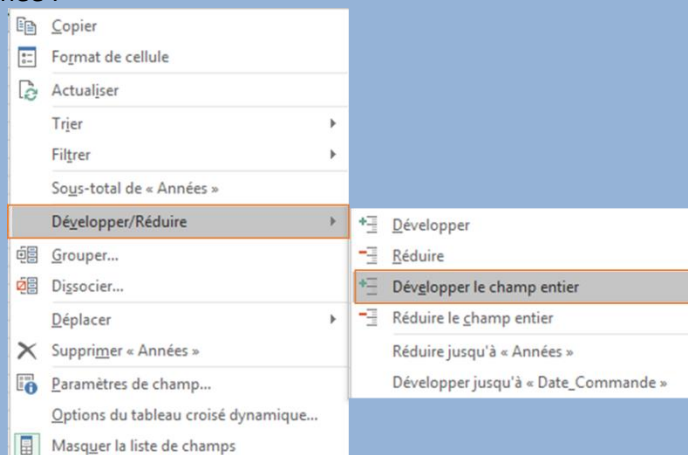 Copier
Format de cellule
Actualiser
Trier
Filtrer
Sous-total de « Années »
Développer/Réduire
Grouper...
Dissocier...
Déplacer
Supprimer « Années »
Paramètres de champ...
Options du tableau croisé dynamique...
Masquer la liste de champs
Développer
Réduire
Développer le champ entier
Réduire le champ entier
Réduire jusqu'à « Années »
Développer jusqu'à « Date_Commande »